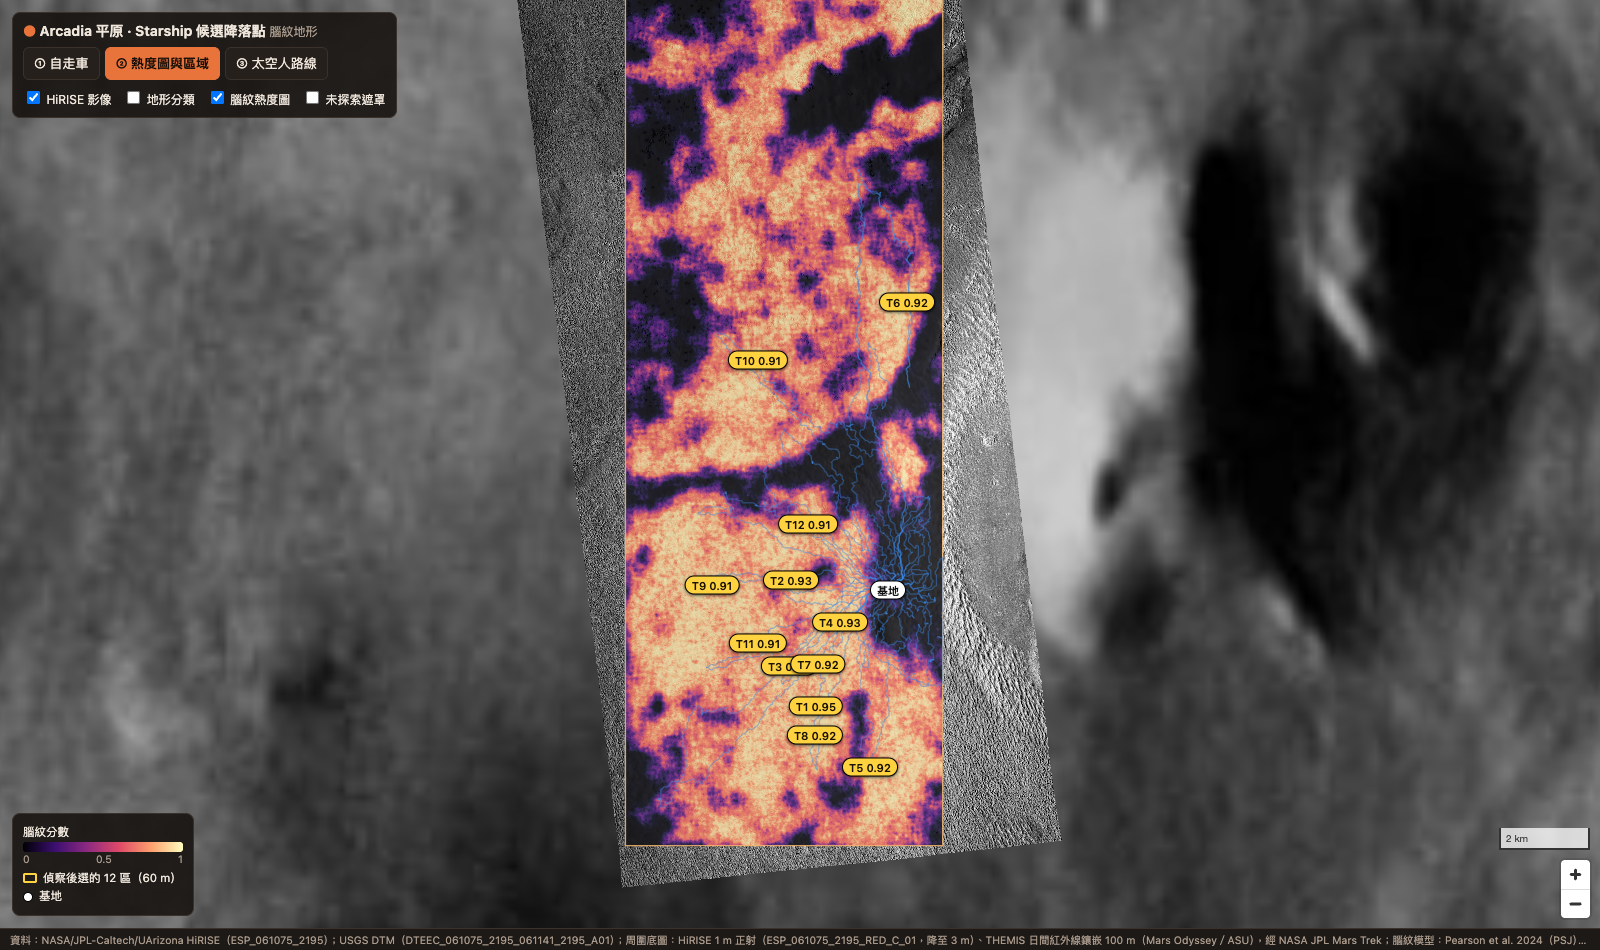 Arcadia 平原 · Starship 候選降落點 腦紋地形
① 自走車
② 熱度圖與區域
③ 太空人路線
HiRISE 影像
地形分類
腦紋熱度圖
未探索遮罩
T6 0.92
T10 0.91
T12 0.91
T2 0.93
T9 0.91
基地
T4 0.93
T11 0.91
T3 0
T7 0.92
T1 0.95
T8 0.92
T5 0.92
腦紋分數
0 0.5 1
偵察後選的 12 區（60 m）
基地
2 km
+
−
資料：NASA/JPL-Caltech/UArizona HiRISE（ESP_061075_2195）；USGS DTM（DTEEC_061075_2195_061141_2195_A01）；周圍底圖：HiRISE 1 m 正射（ESP_061075_2195_RED_C_01，降至 3 m）、THEMIS 日間紅外線鑲嵌 100 m（Mars Odyssey / ASU），經 NASA JPL Mars Trek；腦紋模型：Pearson et al. 2024（PSJ）...